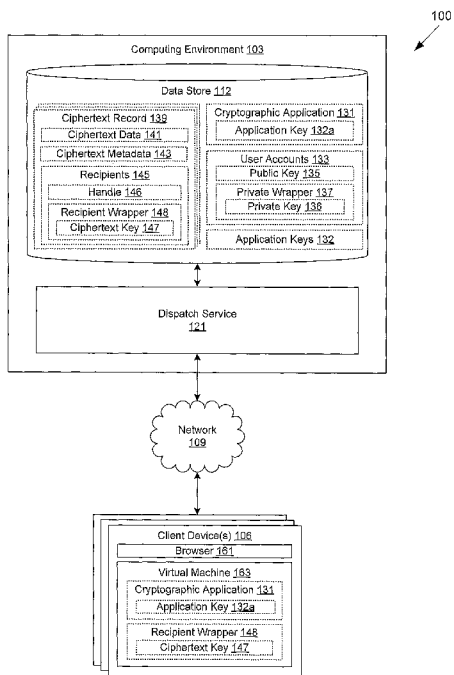 100
Computing Environment 103
Data Store 112
Ciphertext Record 139
Ciphertext Data 141
Ciphertext Metadata 143
Recipients 145
Handle 146
Recipient Wrapper 148
Ciphertext Key 147
Cryptographic Application 131
Application Key 132a
User Accounts 133
Public Key 135
Private Wrapper 137
Private Key 136
Application Keys 132
Dispatch Service
121
Network
109
Client Device(s) 106
Browser 161
Virtual Machine 163
Cryptographic Application 131
Application Key 132a
Recipient Wrapper 148
Ciphertext Key 147